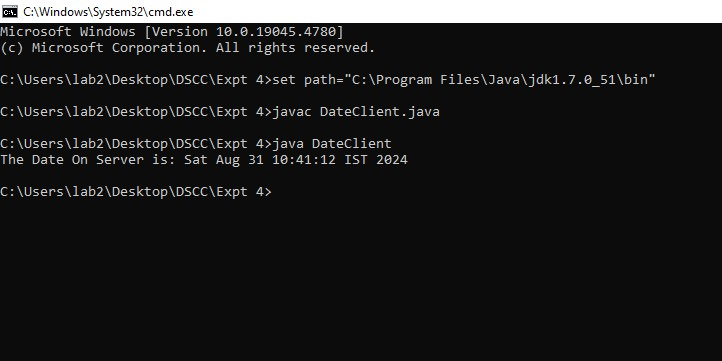 C:\Windows\System32\cmd.exe
Microsoft Windows [Version 10.0.19045.4780]
(c) Microsoft Corporation. All rights reserved.
C:\Users\lab2\Desktop\DSCC\Expt 4>set path="C:\Program Files\Java\jdk1.7.0_51\bin"
C:\Users\lab2\Desktop\DSCC\Expt 4>javac DateClient.java
C:\Users\lab2\Desktop\DSCC\Expt 4>java DateClient
The Date On Server is: Sat Aug 31 10:41:12 IST 2024
C:\Users\lab2\Desktop\DSCC\Expt 4>